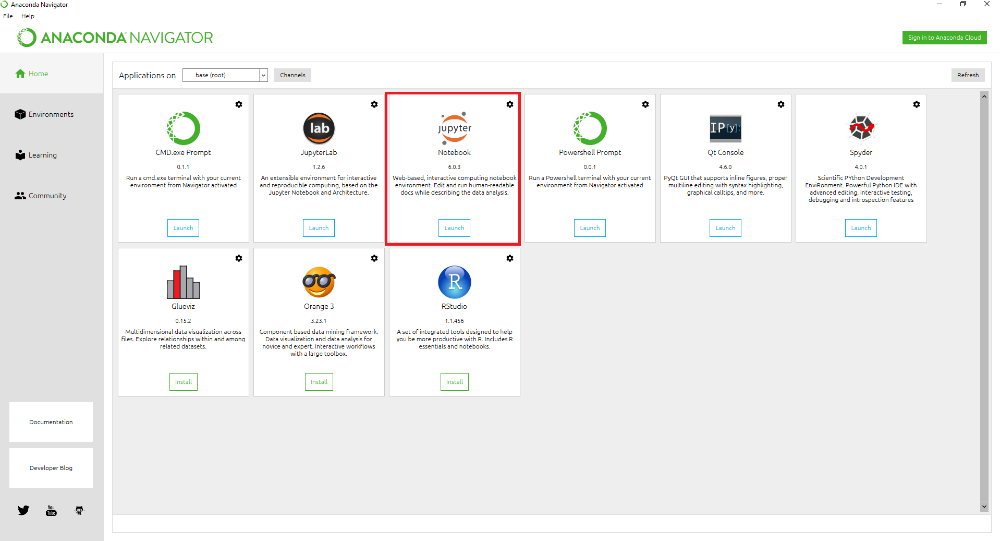 Anaconda Navigator
File Help
ANACONDA NAVIGATOR
Sign in to Anaconda Cloud
Home
Environments
Learning
Community
Documentation
Developer Blog
You
Tube
Applications on base (root) Channels
Refresh
CMD.exe Prompt
0.1.1
Run a cmd.exe terminal with your current
environment from Navigator activated
Launch
lab
JupyterLab
1.2.6
An extensible environment for interactive
and reproducible computing, based on the
Jupyter Notebook and Architecture.
Launch
jupyter
Notebook
6.0.3
Web-based, interactive computing notebook
environment. Edit and run human-readable
docs while describing the data analysis.
Launch
Powershell Prompt
0.0.1
Run a Powershell terminal with your current
environment from Navigator activated
Launch
IP[y]:
Qt Console
4.6.0
PyQt GUI that supports inline figures, proper
multiline editing with syntax highlighting,
graphical calltips, and more.
Launch
Spyder
4.0.1
Scientific PYthon Development
EnviRonment. Powerful Python IDE with
advanced editing, interactive testing,
debugging and introspection features
Launch
Glueviz
0.15.2
Multidimensional data visualization across
files. Explore relationships within and among
related datasets.
Install
Orange 3
3.23.1
Component based data mining framework.
Data visualization and data analysis for
novice and expert. Interactive workflows
with a large toolbox.
Install
R
RStudio
1.1.456
A set of integrated tools designed to help
you be more productive with R. Includes R
essentials and notebooks.
Install